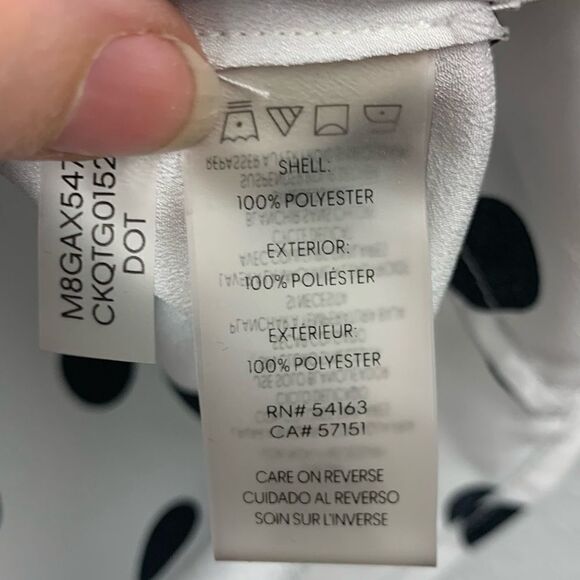 SHELL:
100% POLYESTER
EXTERIOR:
100% POLIÉSTER
EXTÉRIEUR:
100% POLYESTER
RN# 54163
CA# 57151
CARE ON REVERSE
CUIDADO AL REVERSO
SOIN SUR L'INVERSE
M8GAX547
CKQTG0152
DOT